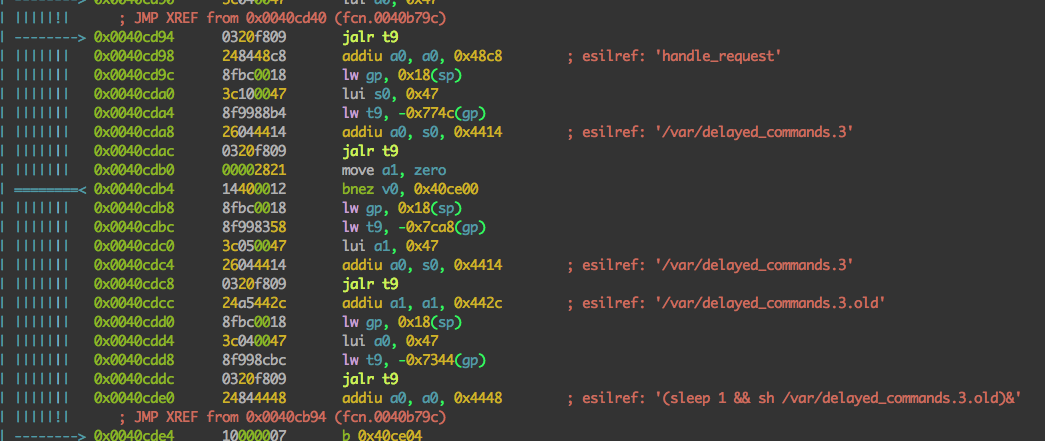 0x0040cd90 3c040047 lui a0, 0x47
| ||||||!| ; JMP XREF from 0x0040cd40 (fcn.0040b79c)
| --------> 0x0040cd94 0320f809 jalr t9
| ||||||| 0x0040cd98 248448c8 addiu a0, a0, 0x48c8 ; esilref: 'handle_request'
| ||||||| 0x0040cd9c 8fbc0018 lw gp, 0x18(sp)
| ||||||| 0x0040cda0 3c100047 lui s0, 0x47
| ||||||| 0x0040cda4 8f9988b4 lw t9, -0x774c(gp)
| ||||||| 0x0040cda8 26044414 addiu a0, s0, 0x4414 ; esilref: '/var/delayed_commands.3'
| ||||||| 0x0040cdac 0320f809 jalr t9
| ||||||| 0x0040cdb0 00002821 move a1, zero
| ========< 0x0040cdb4 14400012 bnez v0, 0x40ce00
| ||||||| 0x0040cdb8 8fbc0018 lw gp, 0x18(sp)
| ||||||| 0x0040cdbc 8f998358 lw t9, -0x7ca8(gp)
| ||||||| 0x0040cdc0 3c050047 lui a1, 0x47
| ||||||| 0x0040cdc4 26044414 addiu a0, s0, 0x4414 ; esilref: '/var/delayed_commands.3'
| ||||||| 0x0040cdc8 0320f809 jalr t9
| ||||||| 0x0040cdcc 24a5442c addiu a1, a1, 0x442c ; esilref: '/var/delayed_commands.3.old'
| ||||||| 0x0040cdd0 8fbc0018 lw gp, 0x18(sp)
| ||||||| 0x0040cdd4 3c040047 lui a0, 0x47
| ||||||| 0x0040cdd8 8f998cbc lw t9, -0x7344(gp)
| ||||||| 0x0040cddc 0320f809 jalr t9
| ||||||| 0x0040cde0 24844448 addiu a0, a0, 0x4448 ; esilref: '(sleep 1 && sh /var/delayed_commands.3.old)&'
| |||||!| ; JMP XREF from 0x0040cb94 (fcn.0040b79c)
| --------> 0x0040cde4 10000007 b 0x40ce04